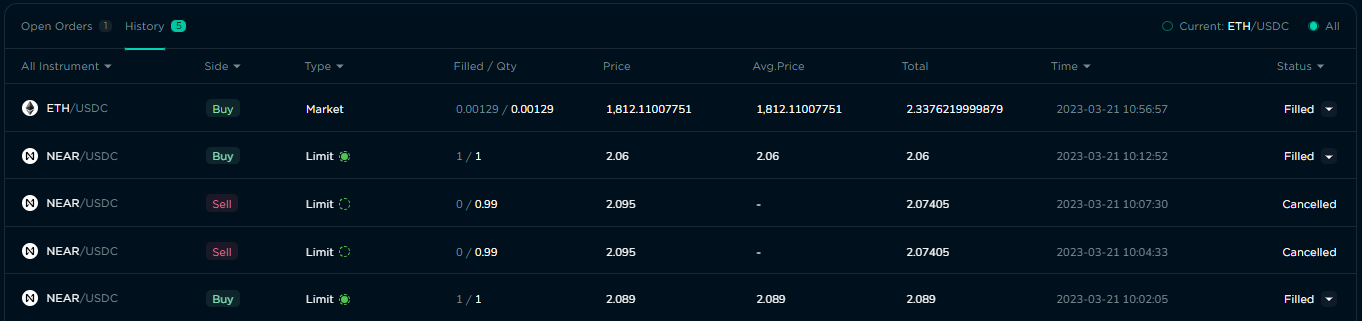 Open Orders 1 History 5 Current: ETH/USDC All
All Instrument Side Type Filled / Qty Price Avg.Price Total Time Status
ETH/USDC Buy Market 0.00129 / 0.00129 1,812.11007751 1,812.11007751 2.3376219999879 2023-03-21 10:56:57 Filled
NEAR/USDC Buy Limit 1 / 1 2.06 2.06 2.06 2023-03-21 10:12:52 Filled
NEAR/USDC Sell Limit 0 / 0.99 2.095 - 2.07405 2023-03-21 10:07:30 Cancelled
NEAR/USDC Sell Limit 0 / 0.99 2.095 - 2.07405 2023-03-21 10:04:33 Cancelled
NEAR/USDC Buy Limit 1 / 1 2.089 2.089 2.089 2023-03-21 10:02:05 Filled